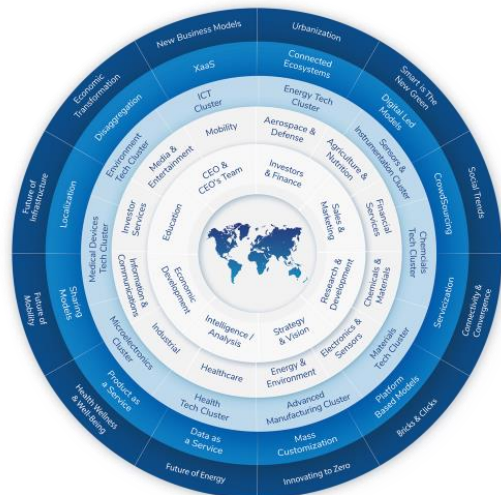 New Business Models
Urbanization
Smart is The
New Green
Social Trends
Connectivity &
Convergence
Bricks & Clicks
Innovating to Zero
Future of Energy
Health Wellness
& Well-Being
Future of
Mobility
Future of
Infrastructure
Economic
Transformation
XaaS
Connected
Ecosystems
Digital Led
Models
CrowdSourcing
Servicization
Platform
Based Models
Mass
Customization
Data as
a Service
Product as
a Service
Sharing
Models
Localization
Disaggregation
ICT
Cluster
Energy Tech
Cluster
Sensors &
Instrumentation Cluster
Chemcials
Tech Cluster
Materials
Tech Cluster
Advanced
Manufacturing Cluster
Health
Tech Cluster
Microelectronics
Cluster
Medical Devices
Tech Cluster
Environment
Tech Cluster
Mobility
Aerospace &
Defense
Agriculture &
Nutrition
Financial
Services
Chemicals &
Materials
Electronics &
Sensors
Energy &
Environment
Healthcare
Industrial
Information &
Communications
Investor
Services
Media &
Entertainment
CEO &
CEO's Team
Investors
& Finance
Sales &
Marketing
Research &
Development
Strategy
& Vision
Intelligence /
Analysis
Economic
Development
Education